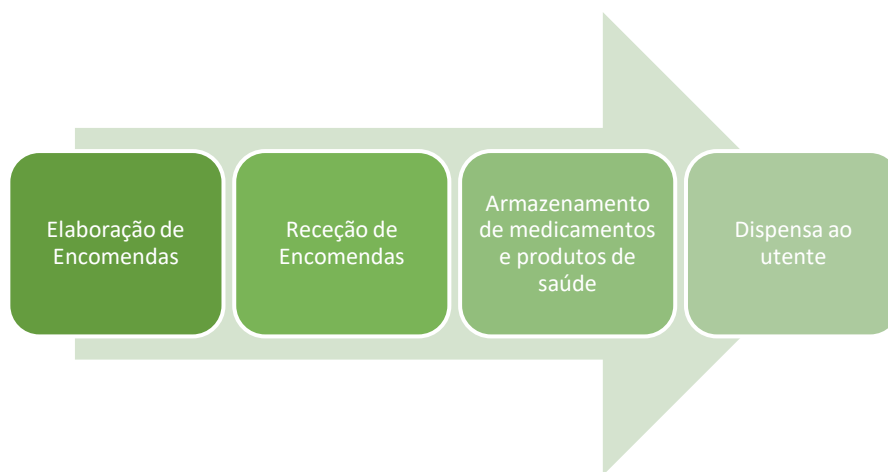 Elaboração de
Encomendas
Receção de
Encomendas
Armazenamento
de medicamentos
e produtos de
saúde
Dispensa ao
utente